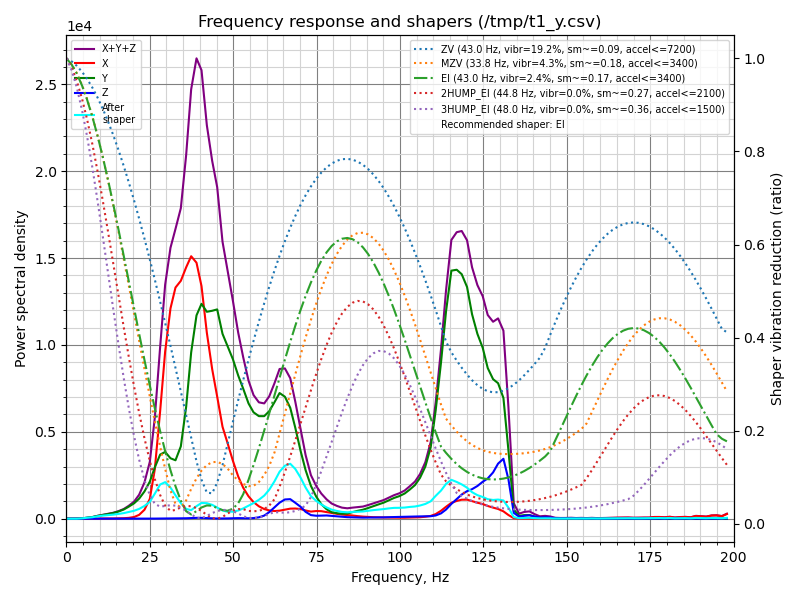 Frequency response and shapers (/tmp/t1_y.csv)
1e4
X+Y+Z
X
Y
Z
After
shaper
ZV (43.0 Hz, vibr=19.2%, sm~=0.09, accel<=7200)
MZV (33.8 Hz, vibr=4.3%, sm~=0.18, accel<=3400)
EI (43.0 Hz, vibr=2.4%, sm~=0.17, accel<=3400)
2HUMP_EI (44.8 Hz, vibr=0.0%, sm~=0.27, accel<=2100)
3HUMP_EI (48.0 Hz, vibr=0.0%, sm~=0.36, accel<=1500)
Recommended shaper: EI
Power spectral density
2.5
2.0
1.5
1.0
0.5
0.0
1.0
0.8
0.6
0.4
0.2
0.0
Shaper vibration reduction (ratio)
0 25 50 75 100 125 150 175 200
Frequency, Hz